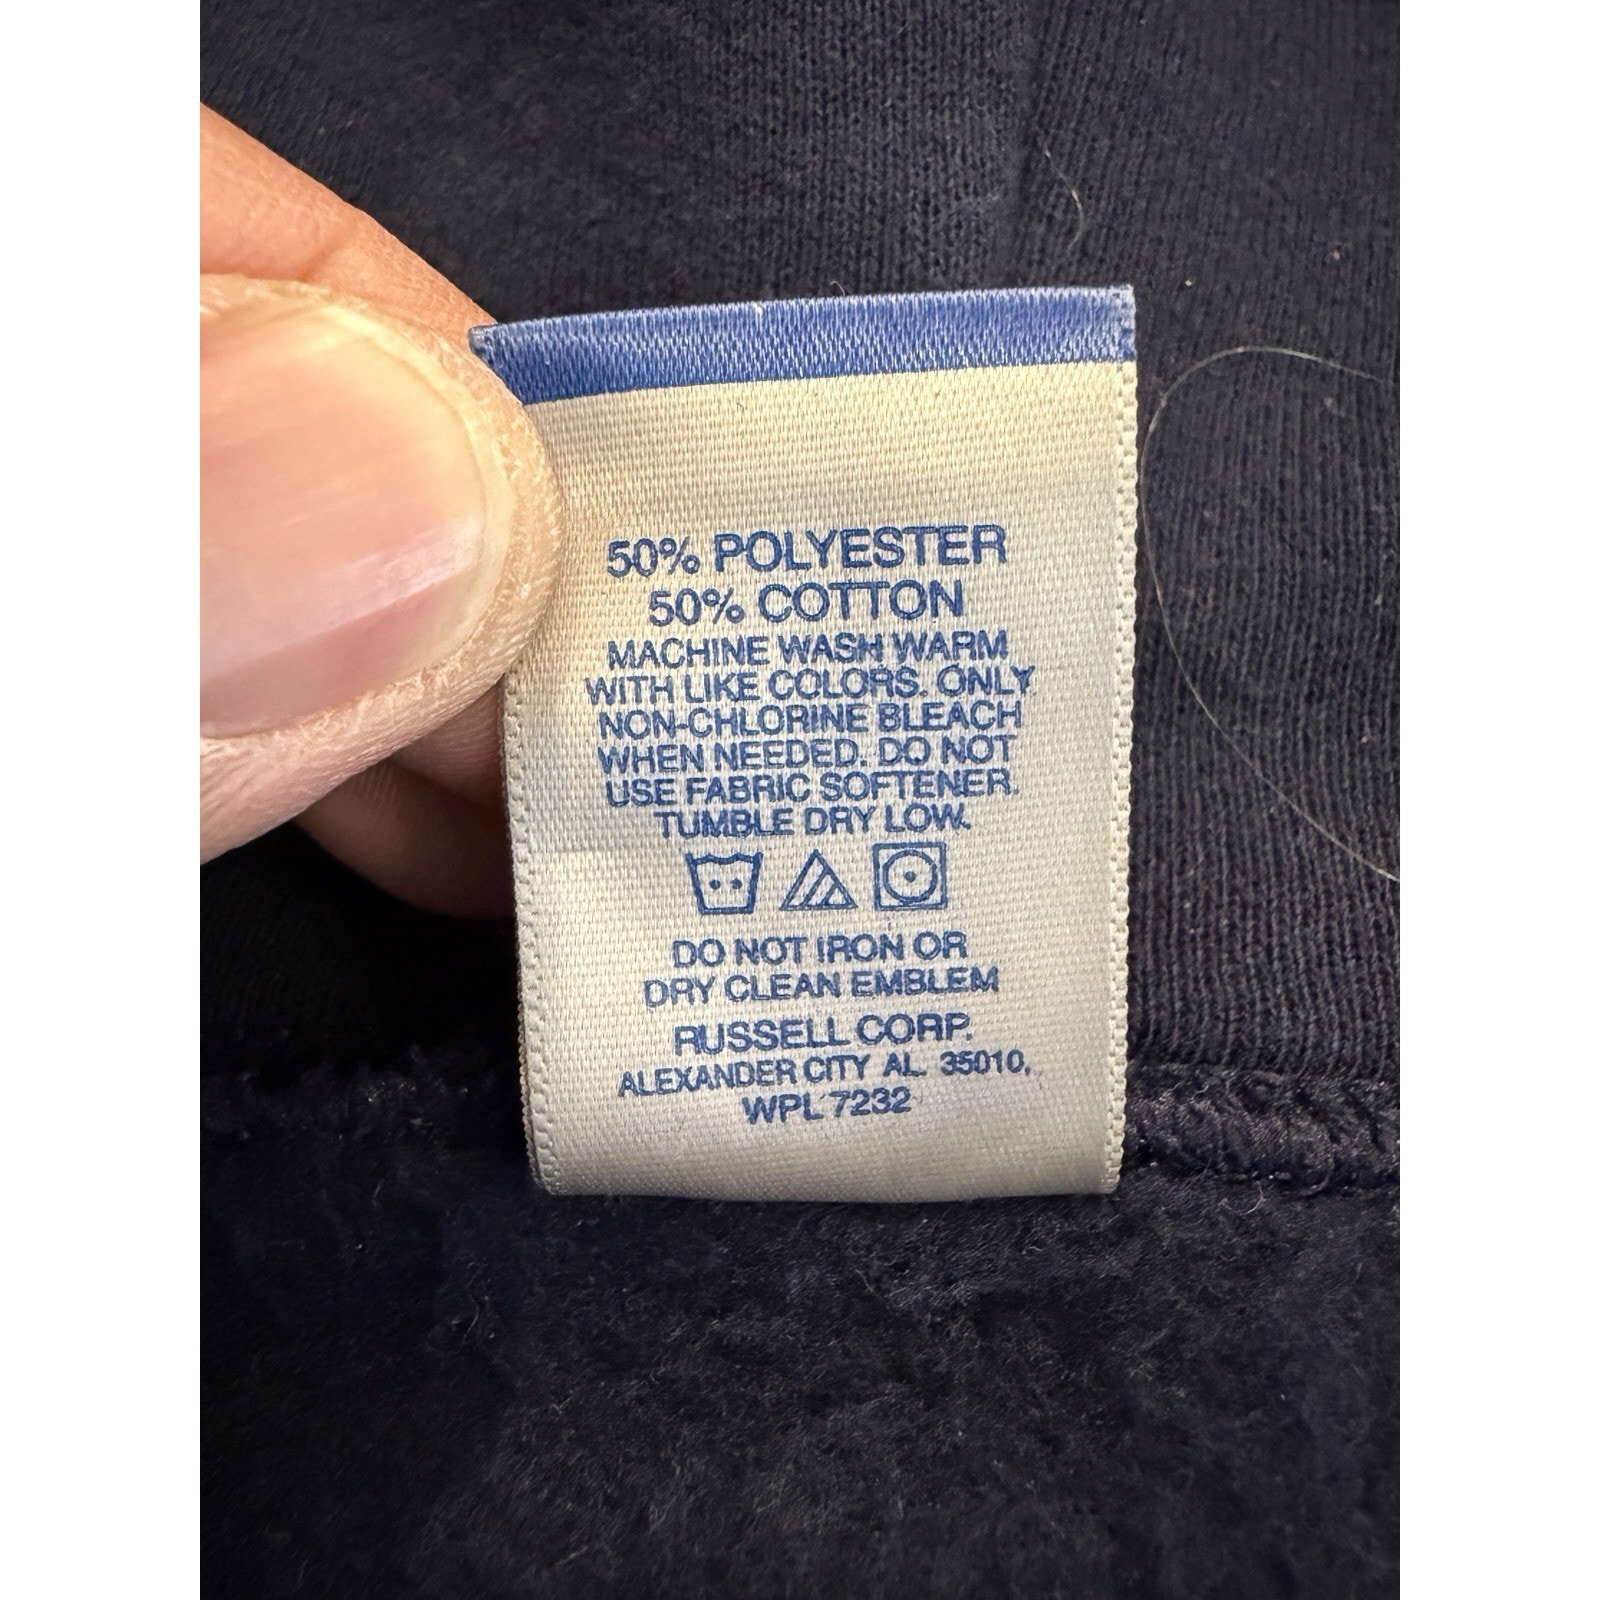 50% POLYESTER
50% COTTON
MACHINE WASH WARM
WITH LIKE COLORS. ONLY
NON-CHLORINE BLEACH
WHEN NEEDED. DO NOT
USE FABRIC SOFTENER.
TUMBLE DRY LOW.
DO NOT IRON OR
DRY CLEAN EMBLEM
RUSSELL CORP.
ALEXANDER CITY AL 35010.
WPL 7232